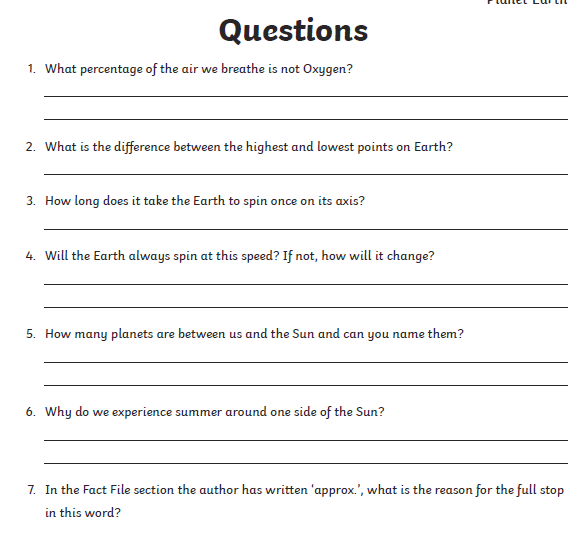 Planet Earth
Questions
1. What percentage of the air we breathe is not Oxygen?
2. What is the difference between the highest and lowest points on Earth?
3. How long does it take the Earth to spin once on its axis?
4. Will the Earth always spin at this speed? If not, how will it change?
5. How many planets are between us and the Sun and can you name them?
6. Why do we experience summer around one side of the Sun?
7. In the Fact File section the author has written 'approx.', what is the reason for the full stop
in this word?